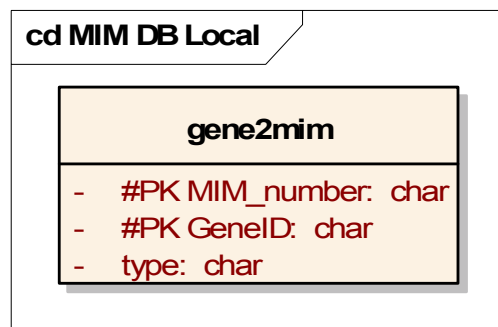 cd MIM DB Local
gene2mim
- #PK MIM_number: char
- #PK GeneID: char
- type: char